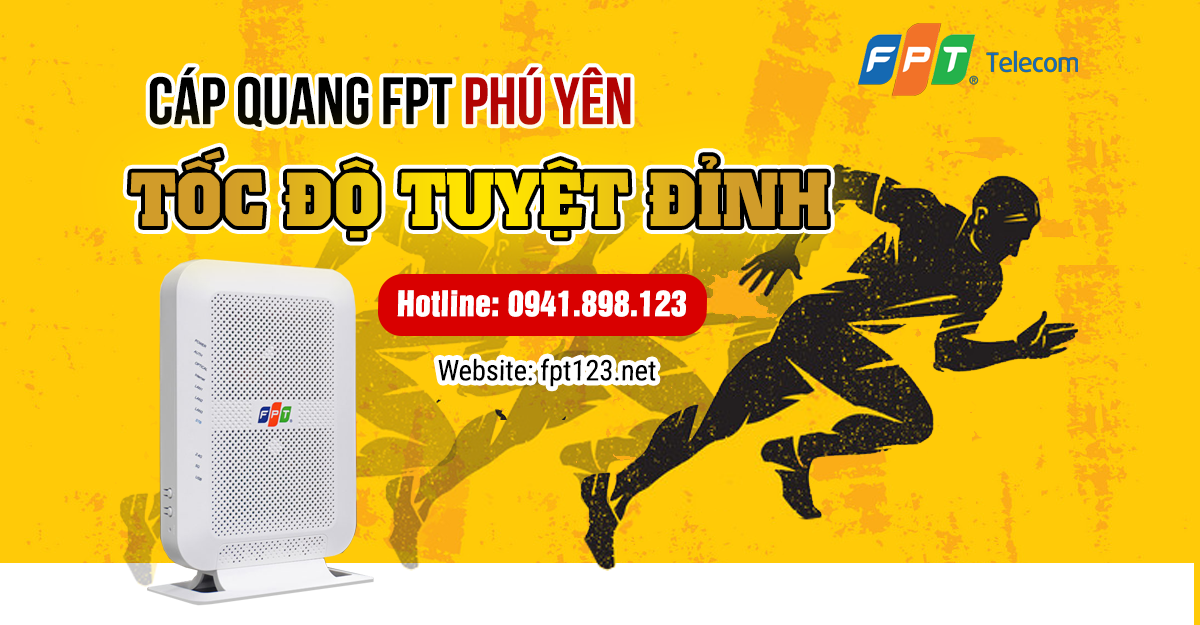 FPT Telecom
CÁP QUANG FPT PHÚ YÊN
TỐC ĐỘ TUYỆT ĐỈNH
Hotline: 0941.898.123
Website: fpt123.net
POWER
FPT